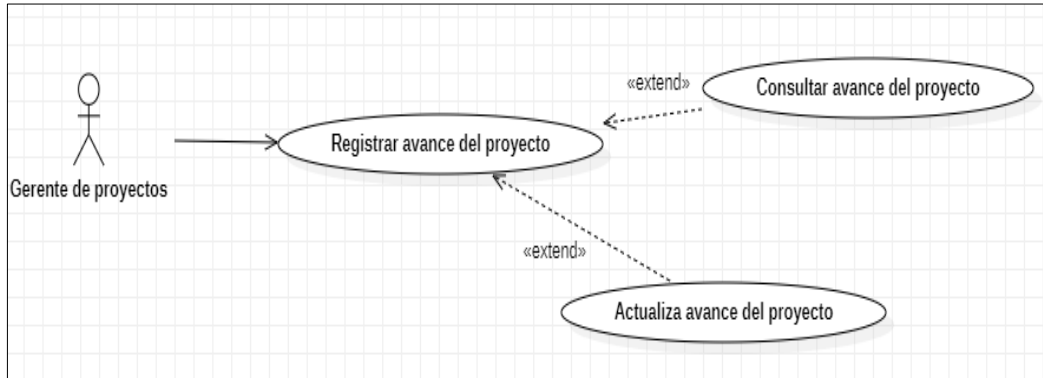 «extend»
Consultar avance del proyecto
Registrar avance del proyecto
Gerente de proyectos
«extend»
Actualiza avance del proyecto